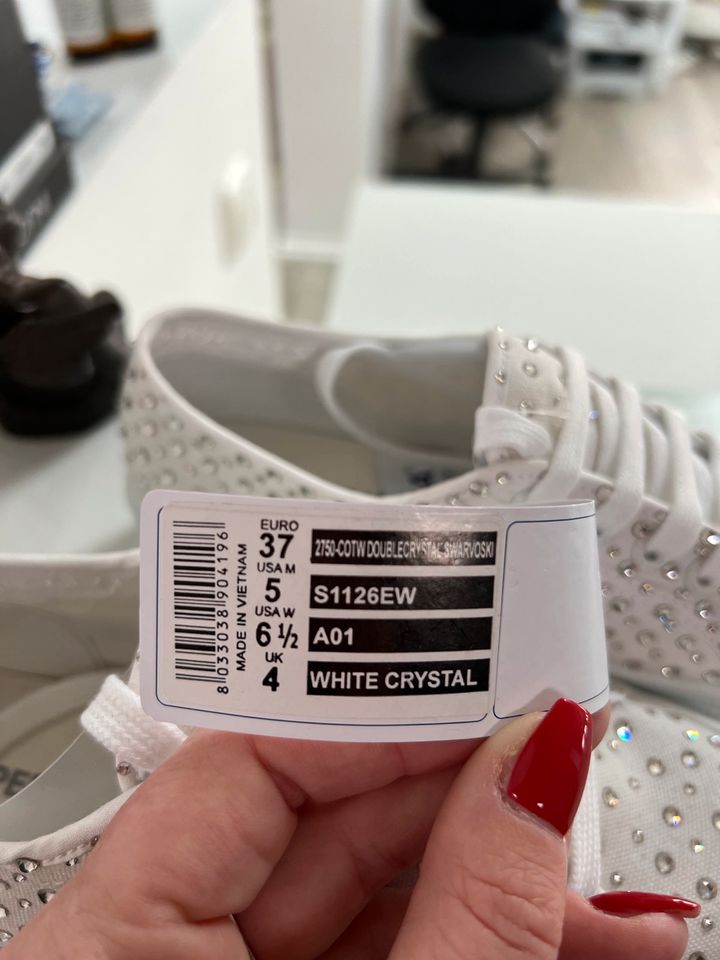 EURO
37
USA M
5
USA W
6 ½
UK
4
MADE IN VIETNAM
8 033038 904196
2750-COTW DOUBLECRYSTAL SWARVOSKI
S1126EW
A01
WHITE CRYSTAL
PE